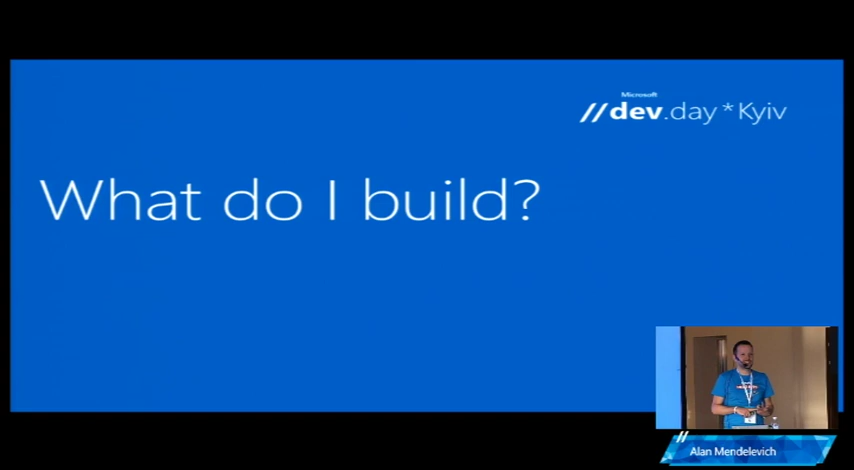 Microsoft
//dev.day*Kyiv
What do I build?
// Alan Mendelevich